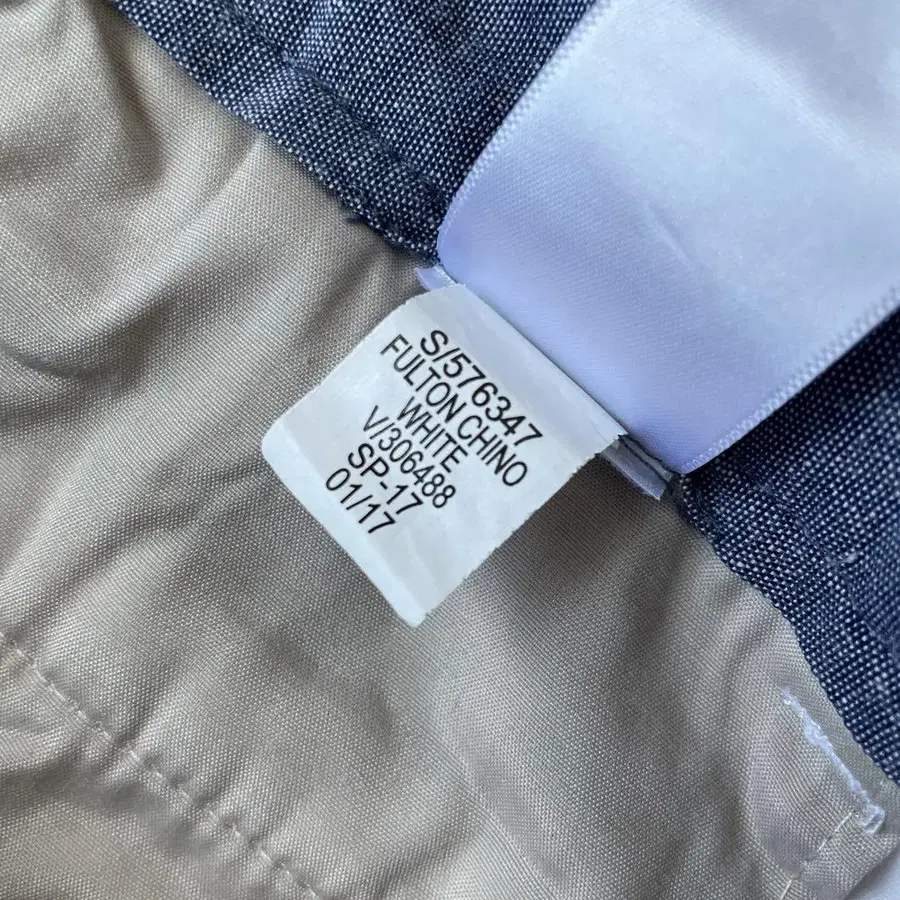 S/576347
FULTON CHINO
WHITE
V/306488
SP-17
01/17